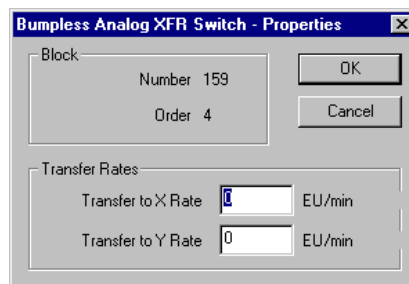 Bumpless Analog XFR Switch - Properties
Block
Number 159
OK
Order 4
Cancel
Transfer Rates
Transfer to X Rate 0 EU/min
Transfer to Y Rate 0 EU/min